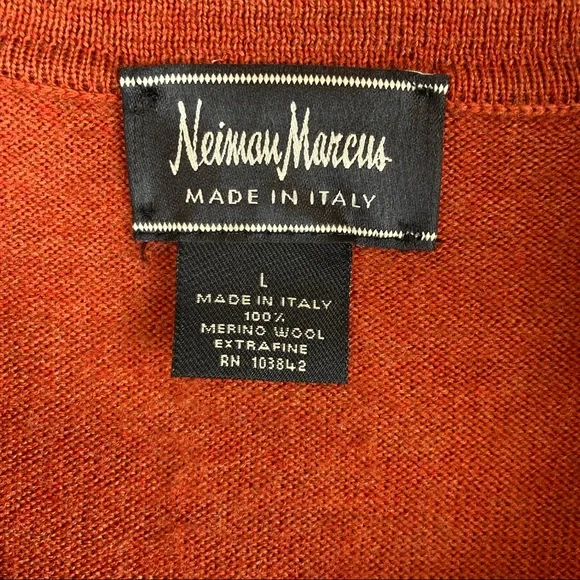 Neiman Marcus
MADE IN ITALY
L
MADE IN ITALY
100%
MERINO WOOL
EXTRAFINE
RN 103842